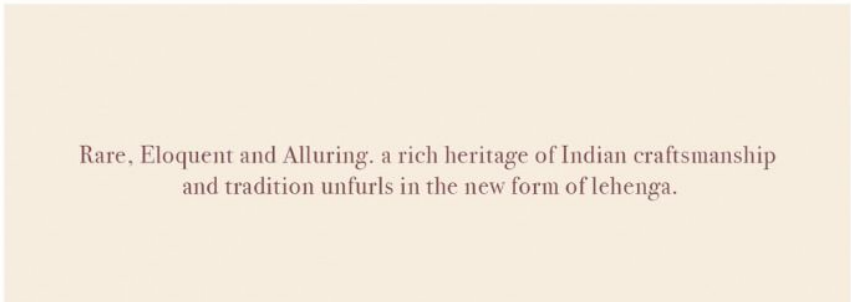 Rare, Eloquent and Alluring. a rich heritage of Indian craftsmanship
and tradition unfurls in the new form of lehenga.